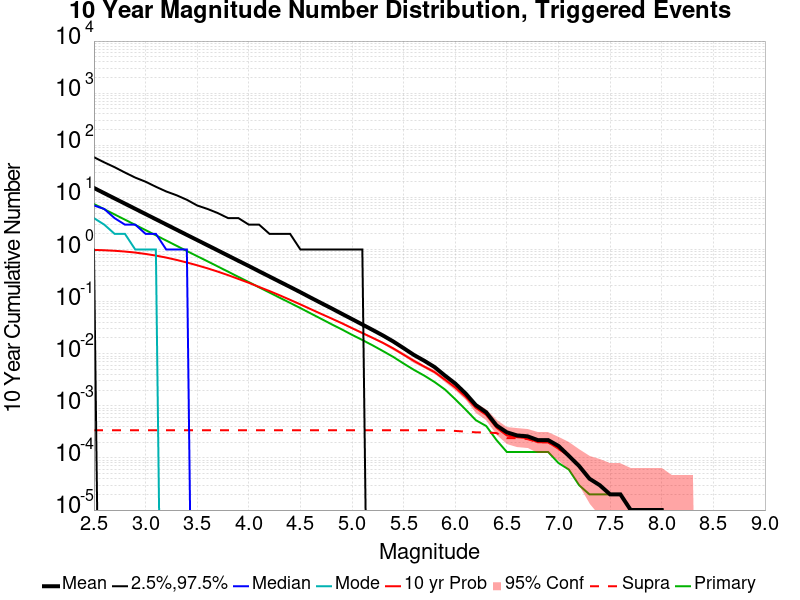 10 Year Magnitude Number Distribution, Triggered Events
10 4
10 3
10 2
10 1
10 0
10 -1
10 -2
10 -3
10 -4
10 -5
10 Year Cumulative Number
2.5 3.0 3.5 4.0 4.5 5.0 5.5 6.0 6.5 7.0 7.5 8.0 8.5 9.0
Magnitude
Mean 2.5%,97.5% Median Mode 10 yr Prob 95% Conf Supra Primary